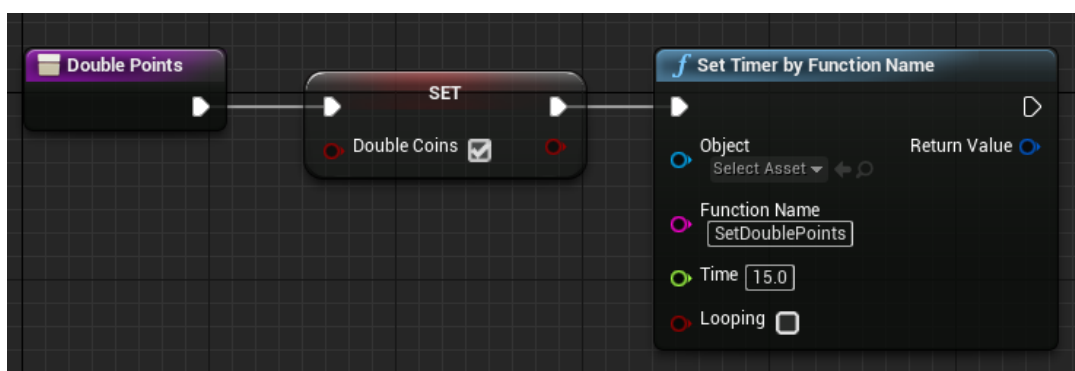 Double Points
SET
Double Coins
f Set Timer by Function Name
Object
Select Asset
Return Value
Function Name
SetDoublePoints
Time 15.0
Looping